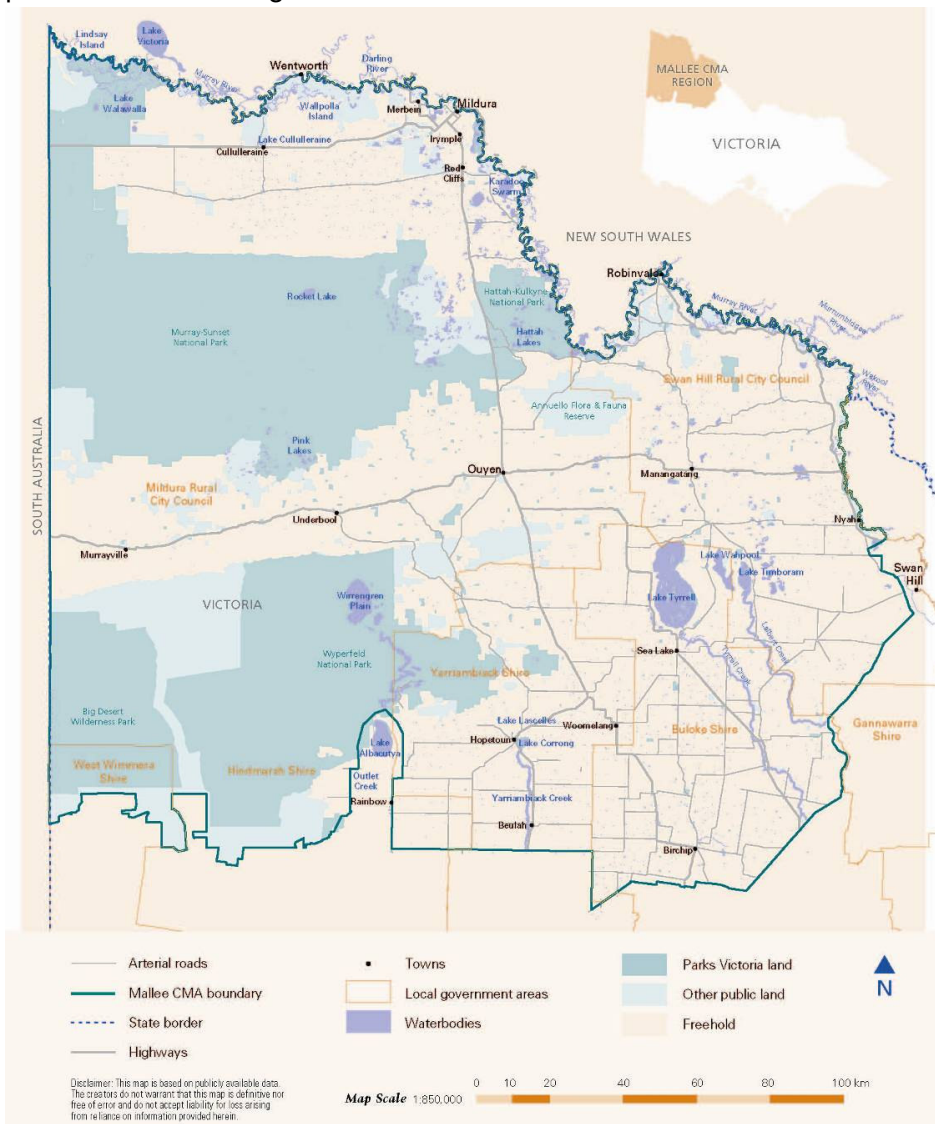 Lindsay
Island
Lake
Victoria
Murray River
Wentworth
Darling
River
MALLEE CMA
REGION
VICTORIA
Lake
Walawalla
Wallpolla
Island
Merbein
Mildura
Lake Cullulleraine
Cullulleraine
Irymple
Red
Cliffs
Karadoc
Swamp
NEW SOUTH WALES
Robinvale
Rocket Lake
Hattah-Kulkyne
National Park
Murray River
Murrumbidgee
River
Murray-Sunset
National Park
Hattah
Lakes
Swan Hill Rural City Council
Wakool
River
Annuello Flora & Fauna
Reserve
SOUTH AUSTRALIA
Pink
Lakes
Ouyen
Manangatang
Mildura Rural
City Council
Underbool
Nyah
Murrayville
Lake Wahpool
Lake Timboram
Swan
Hill
VICTORIA
Wirrengren
Plain
Lake Tyrrell
Lalbert Creek
Tyrrell Creek
Wyperfeld
National Park
Sea Lake
Yarriambiack Shire
Big Desert
Wilderness Park
Lake Lascelles
Woomelang
Buloke Shire
Gannawarra
Shire
Hopetoun
Lake Corrong
Lake
Albacutya
West Wimmera
Shire
Hindmarsh Shire
Outlet
Creek
Rainbow
Yarriambiack Creek
Beulah
Birchip
Arterial roads
Mallee CMA boundary
State border
Highways
Towns
Local government areas
Waterbodies
Parks Victoria land
Other public land
Freehold
N
Disclaimer: This map is based on publicly available data.
The creators do not warrant that this map is definitive nor
free of error and do not accept liability for loss arising
from reliance on information provided herein.
Map Scale 1:850,000
0 10 20 40 60 80 100 km